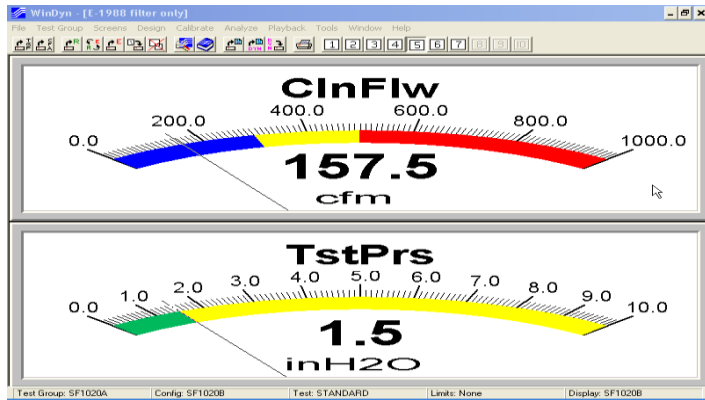 WinDyn - [E-1988 filter only]
File Test Group Screens Design Calibrate Analyze Playback Tools Window Help
1 2 3 4 5 6 7 8 9 10
ClnFlw
0.0 200.0 400.0 600.0 800.0 1000.0
157.5
cfm
TstPrs
0.0 1.0 2.0 3.0 4.0 5.0 6.0 7.0 8.0 9.0 10.0
1.5
inH2O
Test Group: SF1020A Config: SF1020B Test: STANDARD Limits: None Display: SF1020B